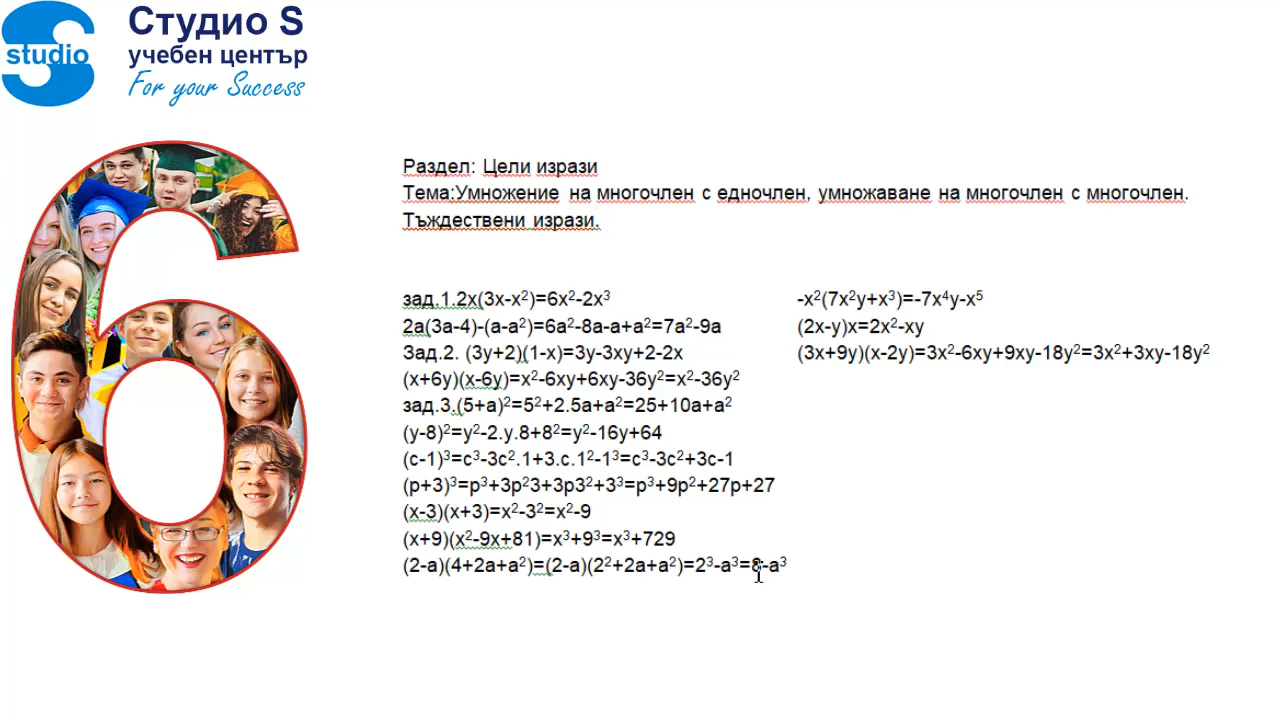 Студио S
studio
учебен център
For your Success
Раздел: Цели изрази
Тема:Умножение на многочлен с едночлен, умножаване на многочлен с многочлен.
Тъждествени изрази.
зад.1.2x(3x-x²)=6x²-2x³
-x²(7x²y+x³)=-7x⁴y-x⁵
2a(3a-4)-(a-a²)=6a²-8a-a+a²=7a²-9a
(2x-y)x=2x²-xy
Зад.2. (3y+2)(1-x)=3y-3xy+2-2x
(3x+9y)(x-2y)=3x²-6xy+9xy-18y²=3x²+3xy-18y²
(x+6y)(x-6y)=x²-6xy+6xy-36y²=x²-36y²
зад.3.(5+a)²=5²+2.5a+a²=25+10a+a²
(y-8)²=y²-2.y.8+8²=y²-16y+64
(c-1)³=c³-3c².1+3.c.1²-1³=c³-3c²+3c-1
(p+3)³=p³+3p²3+3p3²+3³=p³+9p²+27p+27
(x-3)(x+3)=x²-3²=x²-9
(x+9)(x²-9x+81)=x³+9³=x³+729
(2-a)(4+2a+a²)=(2-a)(2²+2a+a²)=2³-a³=8-a³